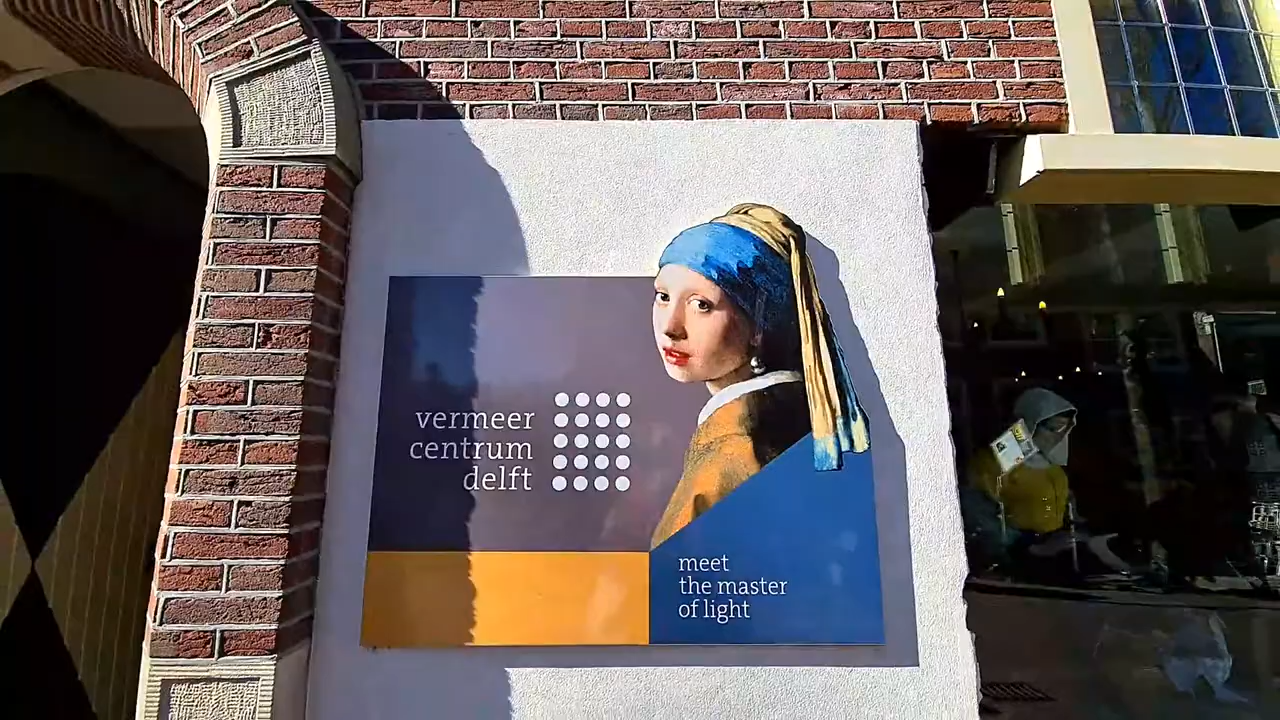 vermeer
centrum
delft
meet
the master
of light